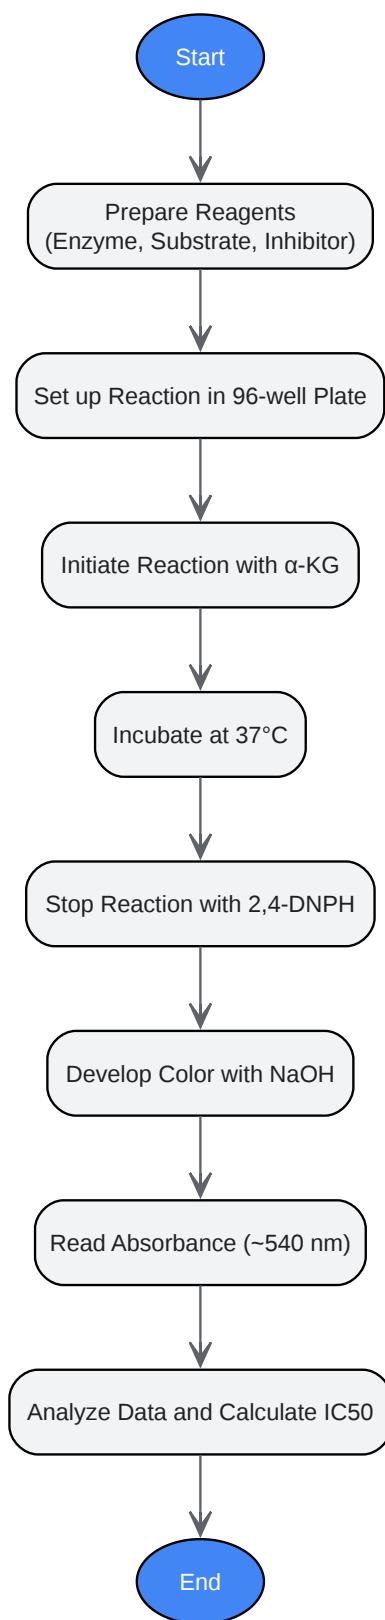 Start
Prepare Reagents
(Enzyme, Substrate, Inhibitor)
Set up Reaction in 96-well Plate
Initiate Reaction with α-KG
Incubate at 37°C
Stop Reaction with 2,4-DNPH
Develop Color with NaOH
Read Absorbance (~540 nm)
Analyze Data and Calculate IC50
End